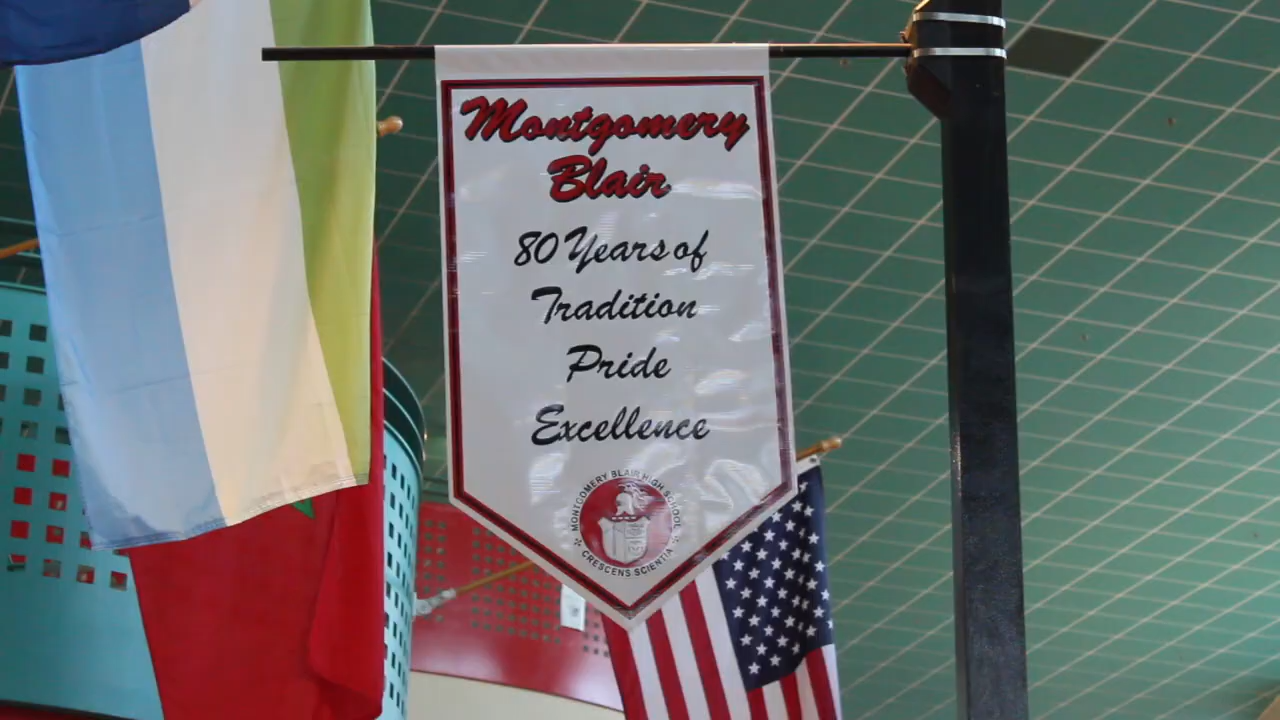 Montgomery
Blair
80 Years of
Tradition
Pride
Excellence
MONTGOMERY BLAIR HIGH SCHOOL
CRESCENS SCIENTIA